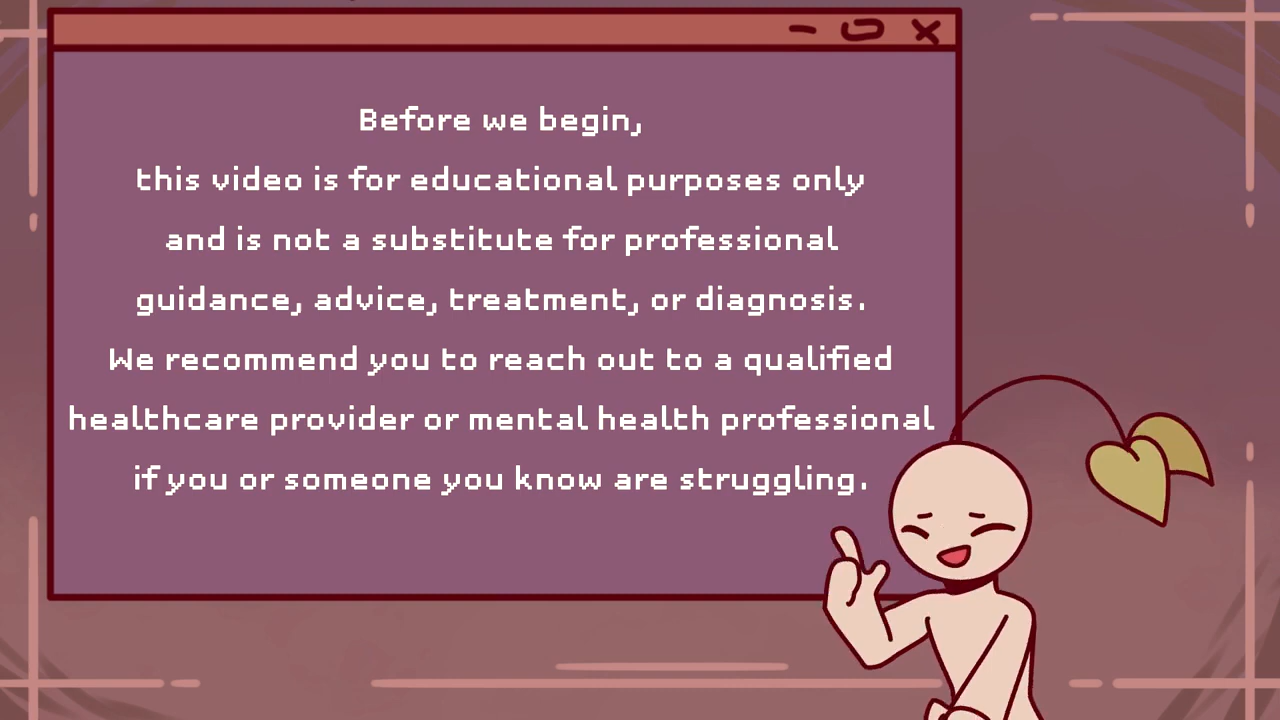 Before we begin,
this video is for educational purposes only
and is not a substitute for professional
guidance, advice, treatment, or diagnosis.
We recommend you to reach out to a qualified
healthcare provider or mental health professional
if you or someone you know are struggling.